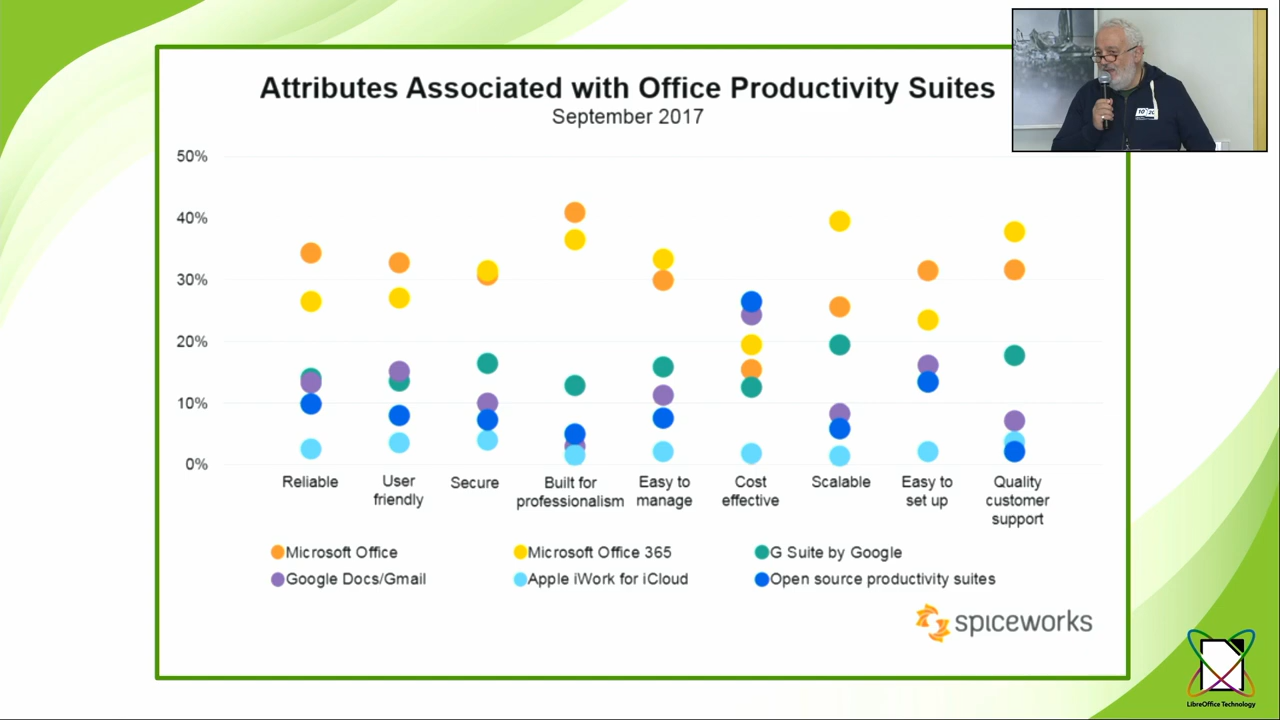 Attributes Associated with Office Productivity Suites
September 2017
50%
40%
30%
20%
10%
0%
Reliable
User
friendly
Secure
Built for
professionalism
Easy to
manage
Cost
effective
Scalable
Easy to
set up
Quality
customer
support
Microsoft Office
Microsoft Office 365
G Suite by Google
Google Docs/Gmail
Apple iWork for iCloud
Open source productivity suites
spiceworks
LibreOffice Technology